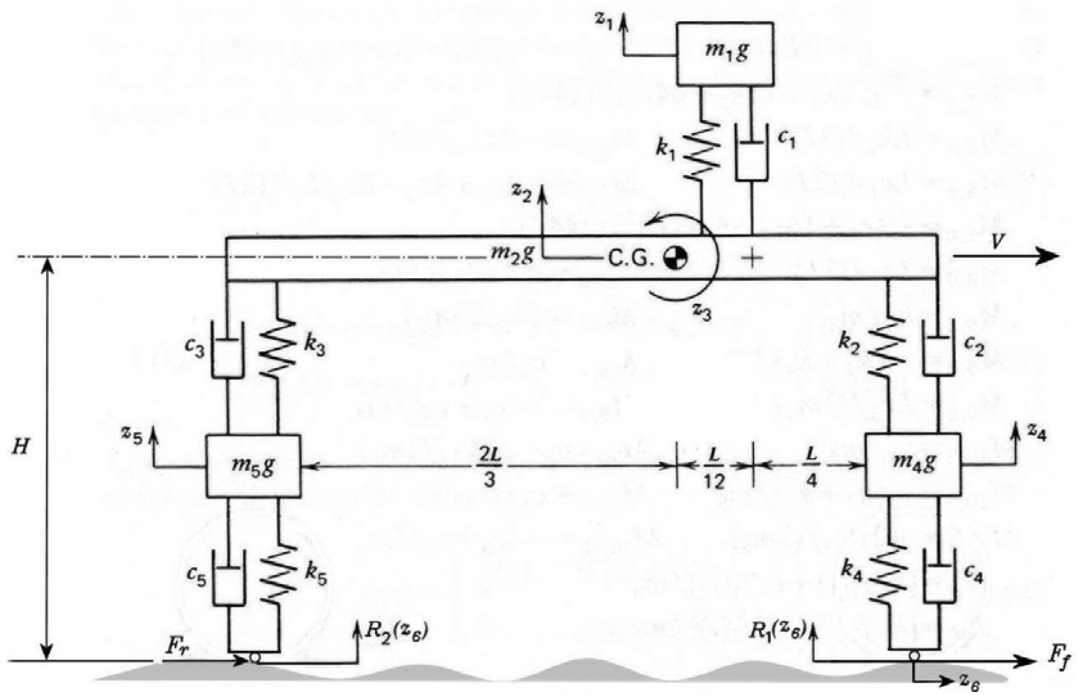 z₁
m₁g
k₁
c₁
z₂
m₂g
C.G.
z₃
V
c₃
k₃
k₂
c₂
H
z₅
m₅g
2L/3
L/12
L/4
m₄g
z₄
c₅
k₅
k₄
c₄
Fᵣ
R₂(z₆)
R₁(z₆)
F_f
z₆